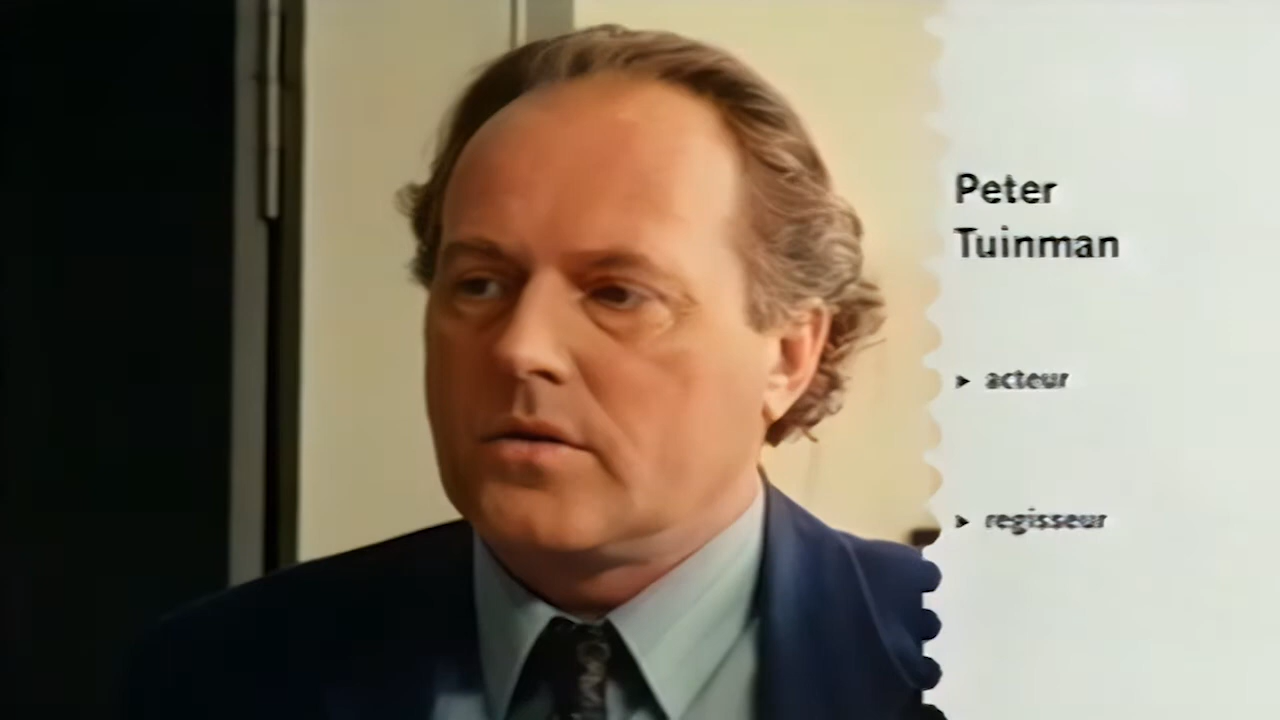 Peter
Tuinman
▸ acteur
▸ regisseur